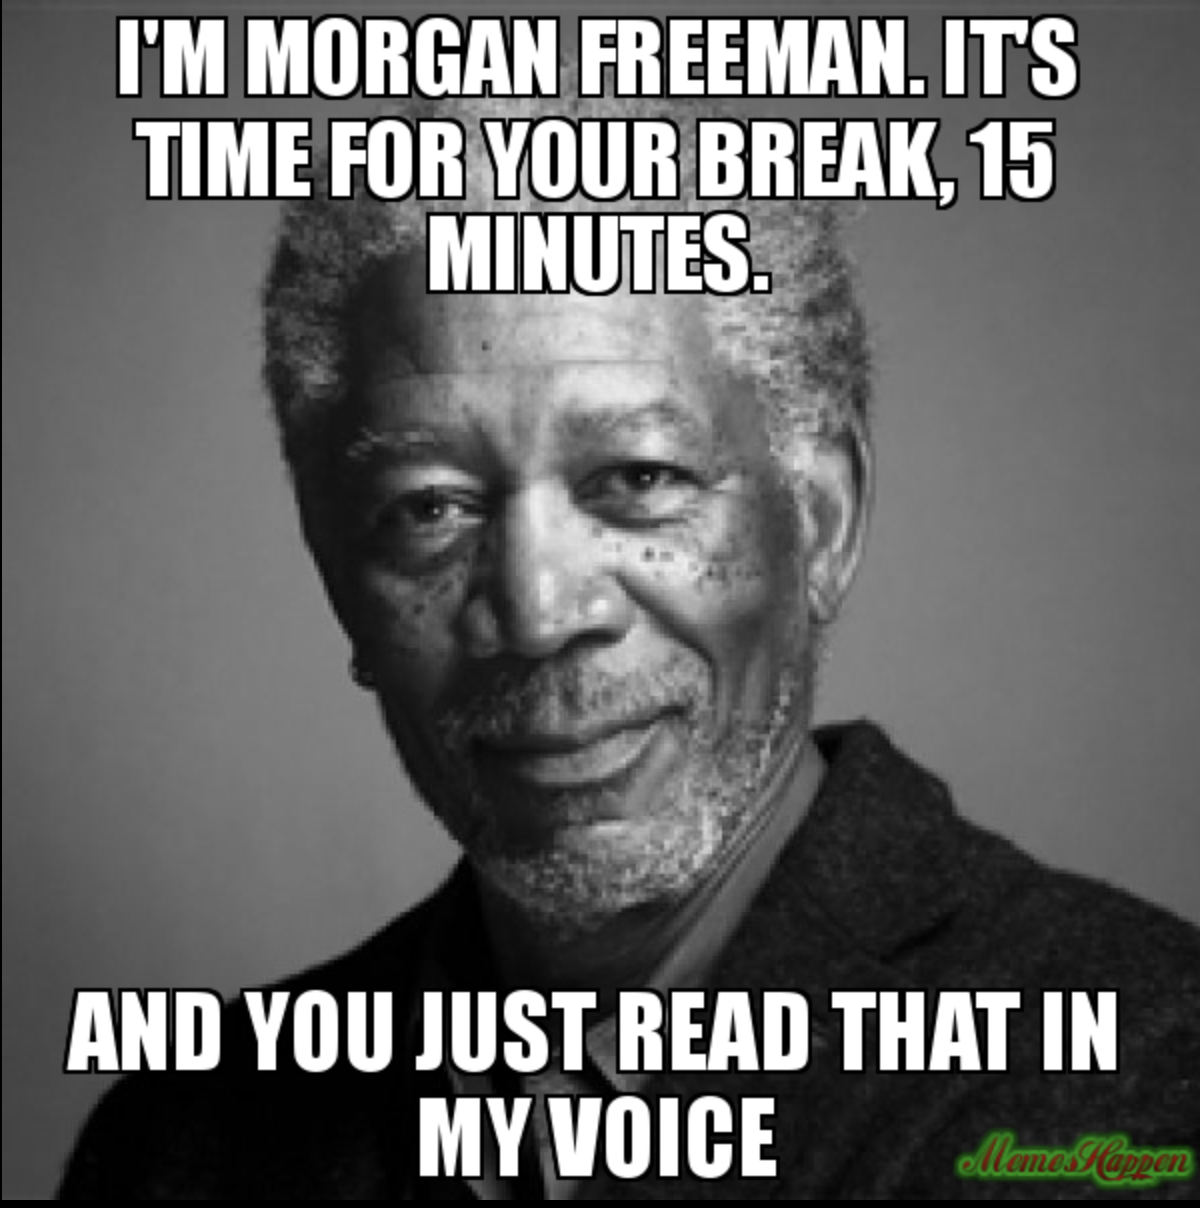 I'M MORGAN FREEMAN. IT'S
TIME FOR YOUR BREAK, 15
MINUTES.
AND YOU JUST READ THAT IN
MY VOICE
MemesHappen